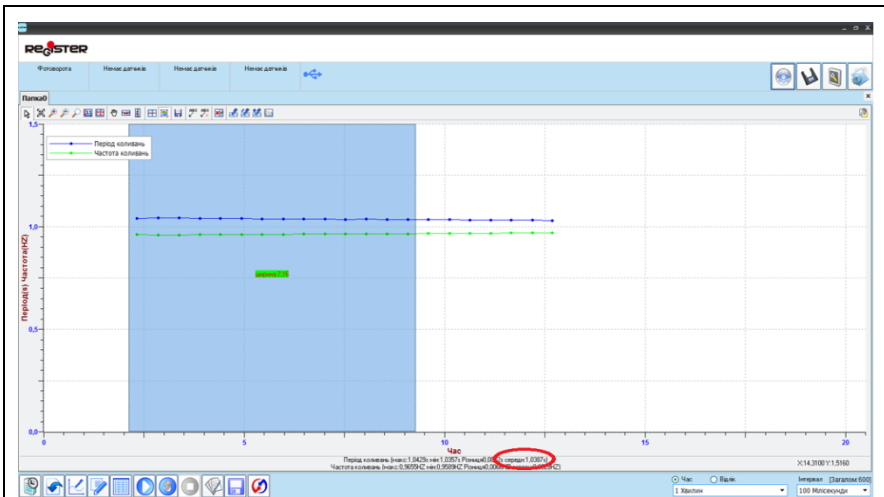 ReGiSTER
Фотоворота Немає датчиків Немає датчиків Немає датчиків
Папка0
1,5
Період коливань
Частота коливань
1,0
0,5
0,0
Період(s) Частота(HZ)
0 5 10 15 20
Час
Період коливань (макс:1,0429s мін:1,0357s середн:1,0387s)
Частота коливань (макс:0,9655HZ мін:0,9589HZ
X:14,3100 Y:1,5160
Час Відлік Інтервал (Загалом:600)
1 Хвилин 100 Мілісекунди